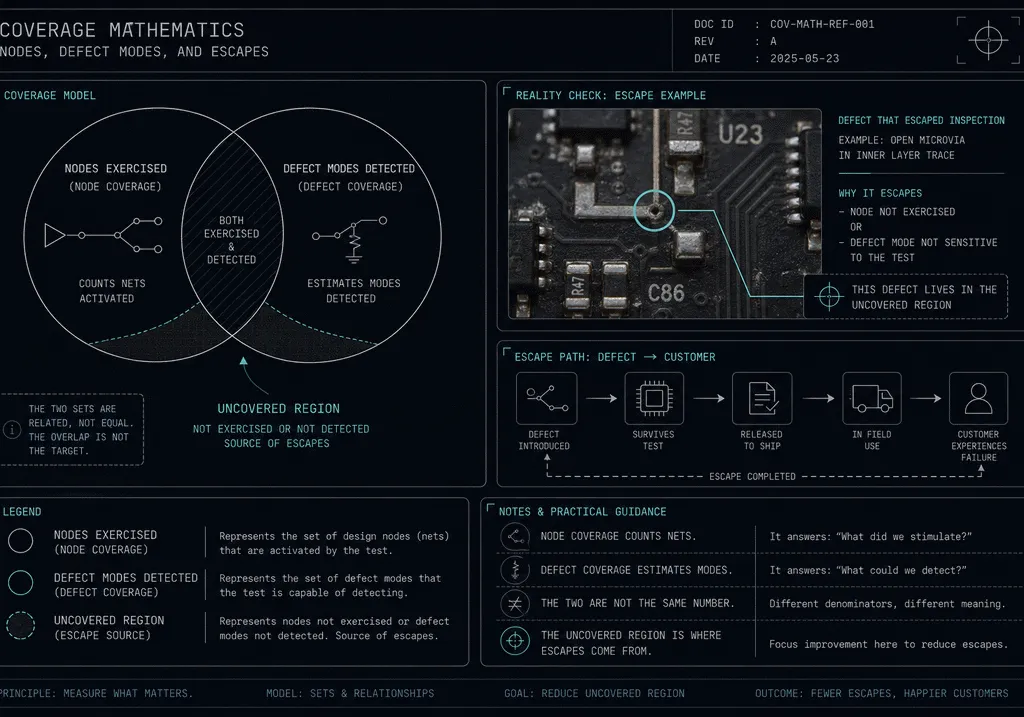 COVERAGE MATHEMATICS
NODES, DEFECT MODES, AND ESCAPES
DOC ID : COV-MATH-REF-001
REV : A
DATE : 2025-05-23
COVERAGE MODEL
NODES EXERCISED
(NODE COVERAGE)
COUNTS NETS
ACTIVATED
BOTH
EXERCISED
&
DETECTED
DEFECT MODES DETECTED
(DEFECT COVERAGE)
ESTIMATES MODES
DETECTED
UNCOVERED REGION
NOT EXERCISED OR NOT DETECTED
SOURCE OF ESCAPES
i
THE TWO SETS ARE
RELATED, NOT EQUAL.
THE OVERLAP IS NOT
THE TARGET.
REALITY CHECK: ESCAPE EXAMPLE
R47
U23
R47
C86
DEFECT THAT ESCAPED INSPECTION
EXAMPLE: OPEN MICROVIA
IN INNER LAYER TRACE
WHY IT ESCAPES
– NODE NOT EXERCISED
OR
– DEFECT MODE NOT SENSITIVE
TO THE TEST
THIS DEFECT LIVES IN THE
UNCOVERED REGION
ESCAPE PATH: DEFECT → CUSTOMER
DEFECT
INTRODUCED
SURVIVES
TEST
RELEASED
TO SHIP
IN FIELD
USE
CUSTOMER
EXPERIENCES
FAILURE
ESCAPE COMPLETED
LEGEND
NODES EXERCISED
(NODE COVERAGE)
Represents the set of design nodes (nets)
that are activated by the test.
DEFECT MODES DETECTED
(DEFECT COVERAGE)
Represents the set of defect modes that
the test is capable of detecting.
UNCOVERED REGION
(ESCAPE SOURCE)
Represents nodes not exercised or defect
modes not detected. Source of escapes.
NOTES & PRACTICAL GUIDANCE
NODE COVERAGE COUNTS NETS.
It answers: “What did we stimulate?”
DEFECT COVERAGE ESTIMATES MODES.
It answers: “What could we detect?”
THE TWO ARE NOT THE SAME NUMBER.
Different denominators, different meaning.
THE UNCOVERED REGION IS WHERE
ESCAPES COME FROM.
Focus improvement here to reduce escapes.
PRINCIPLE: MEASURE WHAT MATTERS.
MODEL: SETS & RELATIONSHIPS
GOAL: REDUCE UNCOVERED REGION
OUTCOME: FEWER ESCAPES, HAPPIER CUSTOMERS